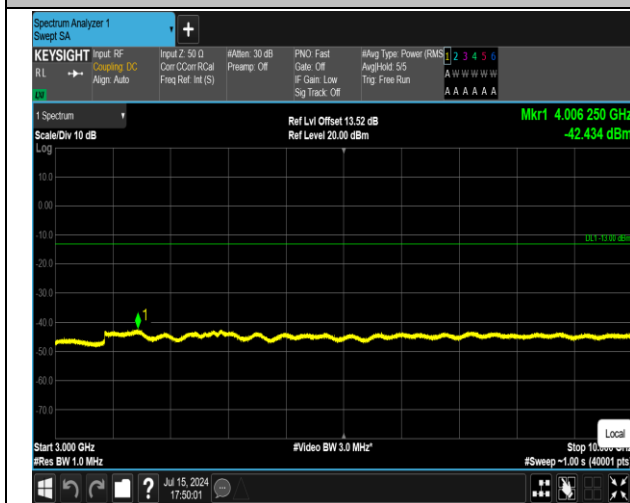 Spectrum Analyzer 1
Swept SA
+
KEYSIGHT Input: RF Input Z: 50 Ω #Atten: 30 dB PNO: Fast #Avg Type: Power (RMS 1 2 3 4 5 6
RL Coupling: DC Corr CCorr RCal Preamp: Off Gate: Off Avg|Hold: 5/5 A W W W W W
Align: Auto Freq Ref: Int (S) IF Gain: Low Trig: Free Run
LXI Sig Track: Off A A A A A A
1 Spectrum Ref Lvl Offset 13.52 dB Mkr1 4.006 250 GHz
Scale/Div 10 dB Ref Level 20.00 dBm -42.434 dBm
Log
10.0
0.00
-10.0
DL1 -13.00 dBm
-20.0
-30.0
1
-40.0
-50.0
-60.0
-70.0
Local
Start 3.000 GHz #Video BW 3.0 MHz* Stop
#Res BW 1.0 MHz #Sweep ~1.00 s (40001 pts)
? Jul 15, 2024
17:50:01